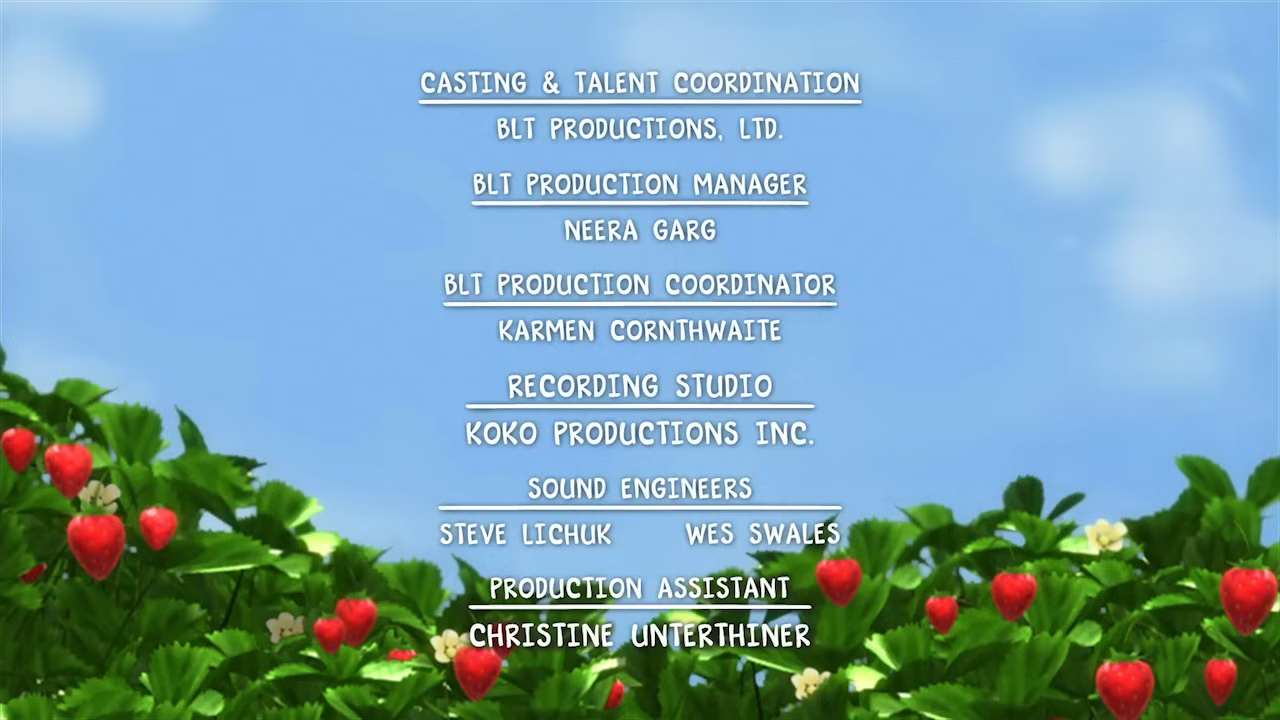 CASTING & TALENT COORDINATION
BLT PRODUCTIONS, LTD.
BLT PRODUCTION MANAGER
NEERA GARG
BLT PRODUCTION COORDINATOR
KARMEN CORNTHWAITE
RECORDING STUDIO
KOKO PRODUCTIONS INC.
SOUND ENGINEERS
STEVE LICHUK WES SWALES
PRODUCTION ASSISTANT
CHRISTINE UNTERTHINER